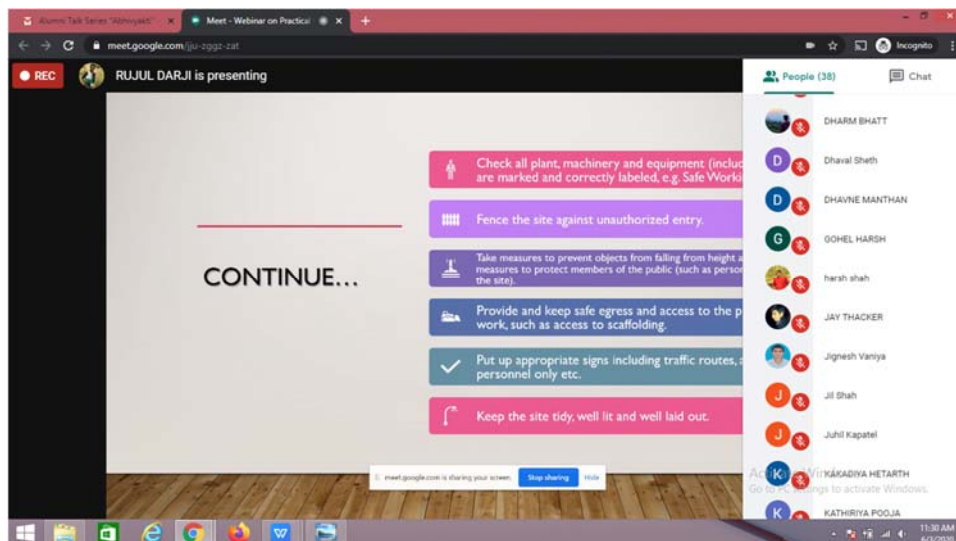 Alumni Talk Series "Abhivyakti"
Meet - Webinar on Practical
meet.google.com/jju-zggz-zat
Incognito
REC
RUJUL DARJI is presenting
People (38)
Chat
CONTINUE...
Check all plant, machinery and equipment (includ
are marked and correctly labeled, e.g. Safe Workin
Fence the site against unauthorized entry.
Take measures to prevent objects from falling from height a
measures to protect members of the public (such as person
the site).
Provide and keep safe egress and access to the p
work, such as access to scaffolding.
Put up appropriate signs including traffic routes, a
personnel only etc.
Keep the site tidy, well lit and well laid out.
DHARM BHATT
D
Dhaval Sheth
D
DHAVNE MANTHAN
G
GOHEL HARSH
harsh shah
JAY THACKER
Jignesh Vaniya
J
Jil Shah
J
Juhil Kapatel
K
KAKADIYA HETARTH
K
KATHIRIYA POOJA
Activate Windows
Go to PC settings to activate Windows.
meet.google.com is sharing your screen.
Stop sharing
Hide
W
11:30 AM
6/3/2020